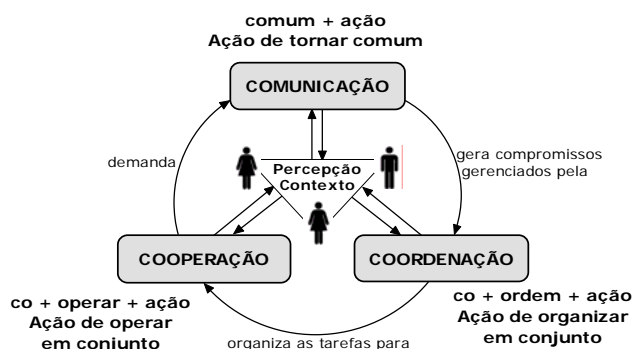 comum + ação
Ação de tornar comum
COMUNICAÇÃO
demanda
gera compromissos
gerenciados pela
Percepção
Contexto
COOPERAÇÃO
COORDENAÇÃO
co + operar + ação
Ação de operar
em conjunto
co + ordem + ação
Ação de organizar
em conjunto
organiza as tarefas para